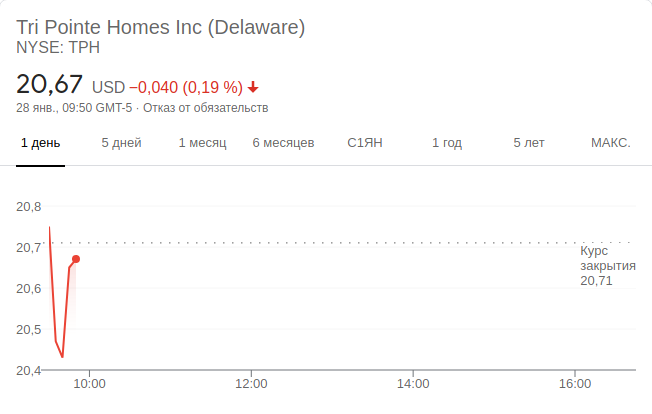 Tri Pointe Homes Inc (Delaware)
NYSE: TPH
20,67 USD −0,040 (0,19 %)
28 янв., 09:50 GMT-5 · Отказ от обязательств
1 день 5 дней 1 месяц 6 месяцев С1ЯН 1 год 5 лет МАКС.
20,8
20,7
Курс
закрытия
20,71
20,6
20,5
20,4
10:00 12:00 14:00 16:00